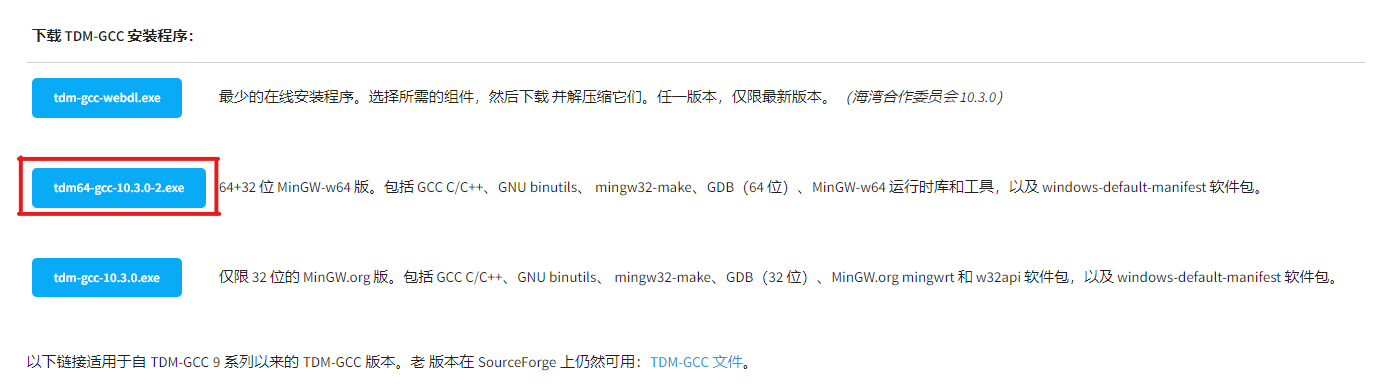 下载 TDM-GCC 安装程序：
tdm-gcc-webdl.exe 最少的在线安装程序。选择所需的组件，然后下载 并解压缩它们。任一版本，仅限最新版本。 （海湾合作委员会 10.3.0）
tdm64-gcc-10.3.0-2.exe 64+32 位 MinGW-w64 版。包括 GCC C/C++、GNU binutils、 mingw32-make、GDB（64 位）、MinGW-w64 运行时库和工具，以及 windows-default-manifest 软件包。
tdm-gcc-10.3.0.exe 仅限 32 位的 MinGW.org 版。包括 GCC C/C++、GNU binutils、 mingw32-make、GDB（32 位）、MinGW.org mingwrt 和 w32api 软件包，以及 windows-default-manifest 软件包。
以下链接适用于自 TDM-GCC 9 系列以来的 TDM-GCC 版本。老 版本在 SourceForge 上仍然可用：TDM-GCC 文件。